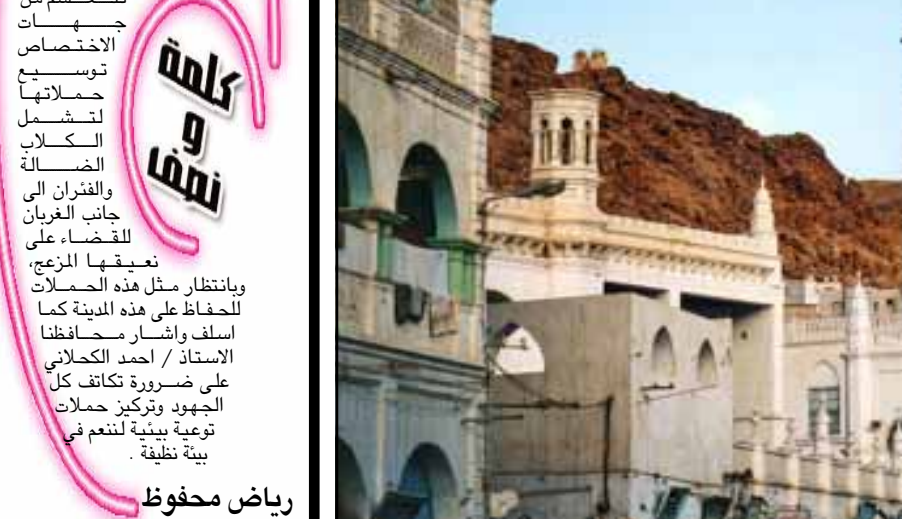 كلمة
و
نصف
جهات
الاختصاص
توسيع
حملاتها
لتشمل
الكلاب
الضالة
والفئران الى
جانب الغربان
للقضاء على
نعيقها المزعج،
وبانتظار مثل هذه الحملات
للحفاظ على هذه المدينة كما
اسلف واشار محافظنا
الاستاذ / احمد الكحلاني
على ضرورة تكاتف كل
الجهود وتركيز حملات
توعية بيئية لننعم في
بيئة نظيفة .
رياض محفوظ